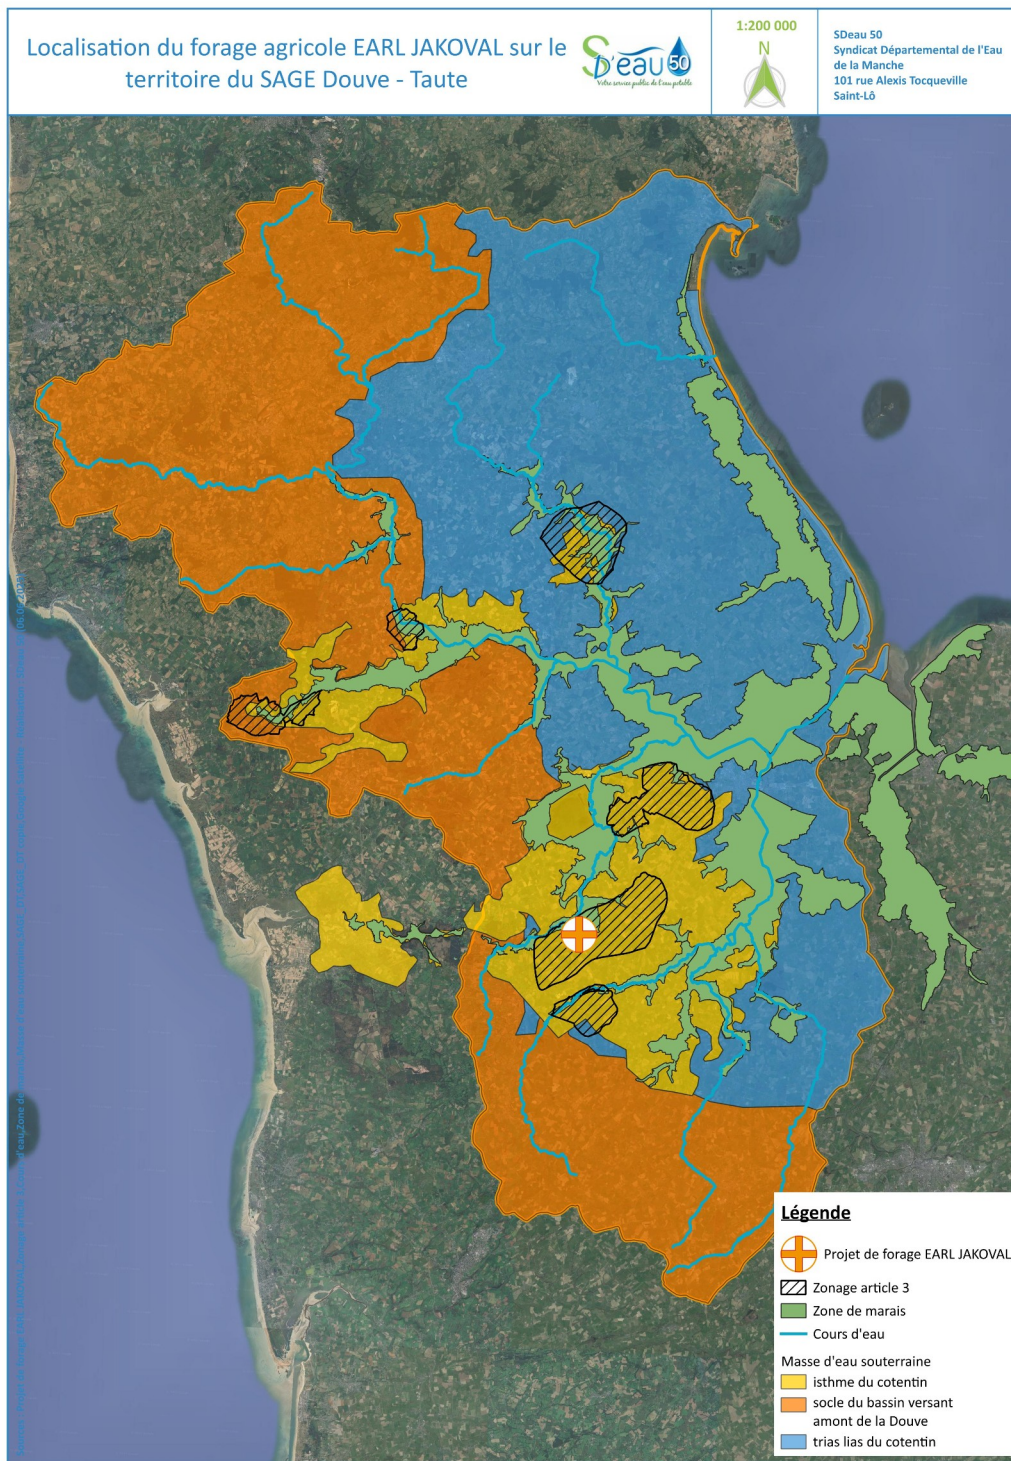 Localisation du forage agricole EARL JAKOVAL sur le
territoire du SAGE Douve - Taute
SDeau 50
Votre service public de l'eau potable
1:200 000
N
SDeau 50
Syndicat Départemental de l'Eau
de la Manche
101 rue Alexis Tocqueville
Saint-Lô
Légende
Projet de forage EARL JAKOVAL
Zonage article 3
Zone de marais
Cours d'eau
Masse d'eau souterraine
isthme du cotentin
socle du bassin versant
amont de la Douve
trias lias du cotentin